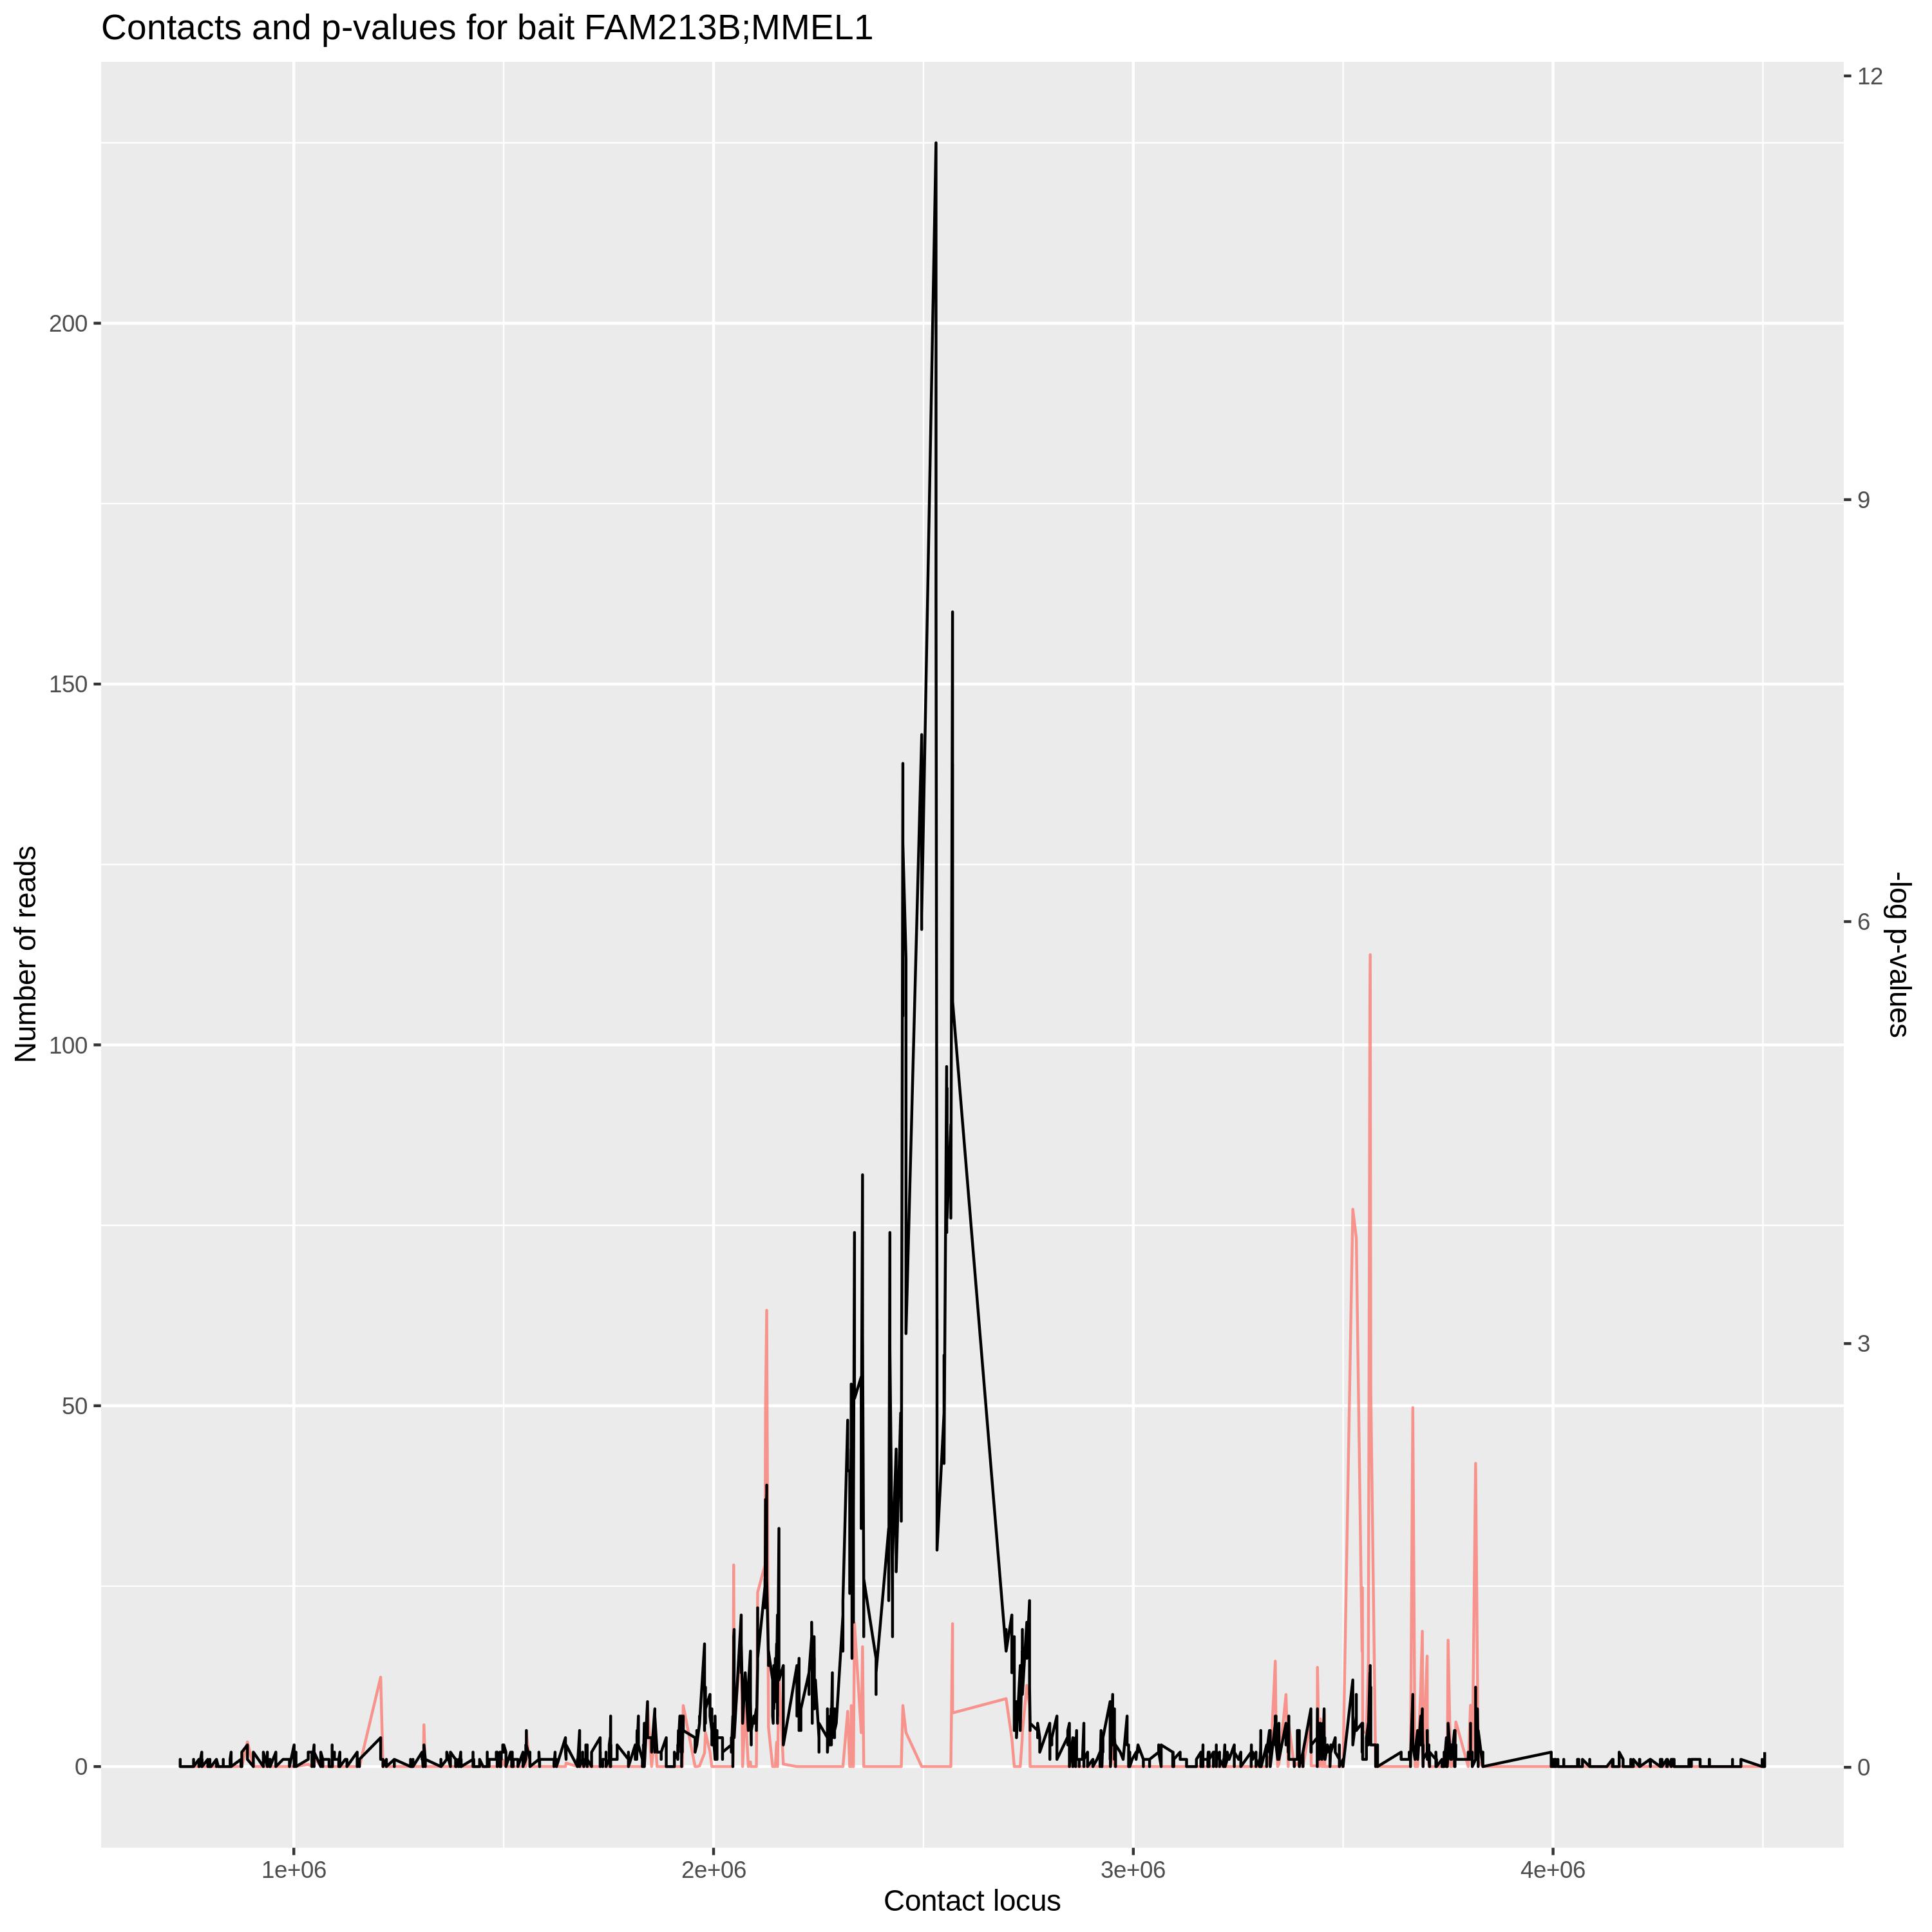 Contacts and p-values for bait FAM213B;MMEL1
Number of reads
200
150
100
50
0
12
9
6
3
0
-log p-values
1e+06 2e+06 3e+06 4e+06
Contact locus